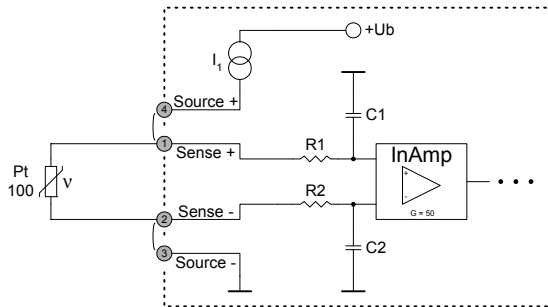 +Ub
I1
4
Source +
C1
1
Sense +
R1
InAmp
+
-
G = 50
Pt
100
ν
R2
2
Sense -
C2
3
Source -